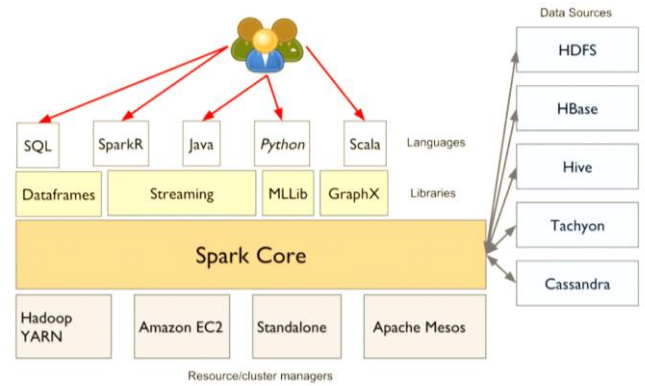 Data Sources
HDFS
HBase
Hive
Tachyon
Cassandra
SQL
SparkR
Java
Python
Scala
Languages
Dataframes
Streaming
MLLib
GraphX
Libraries
Spark Core
Hadoop
YARN
Amazon EC2
Standalone
Apache Mesos
Resource/cluster managers